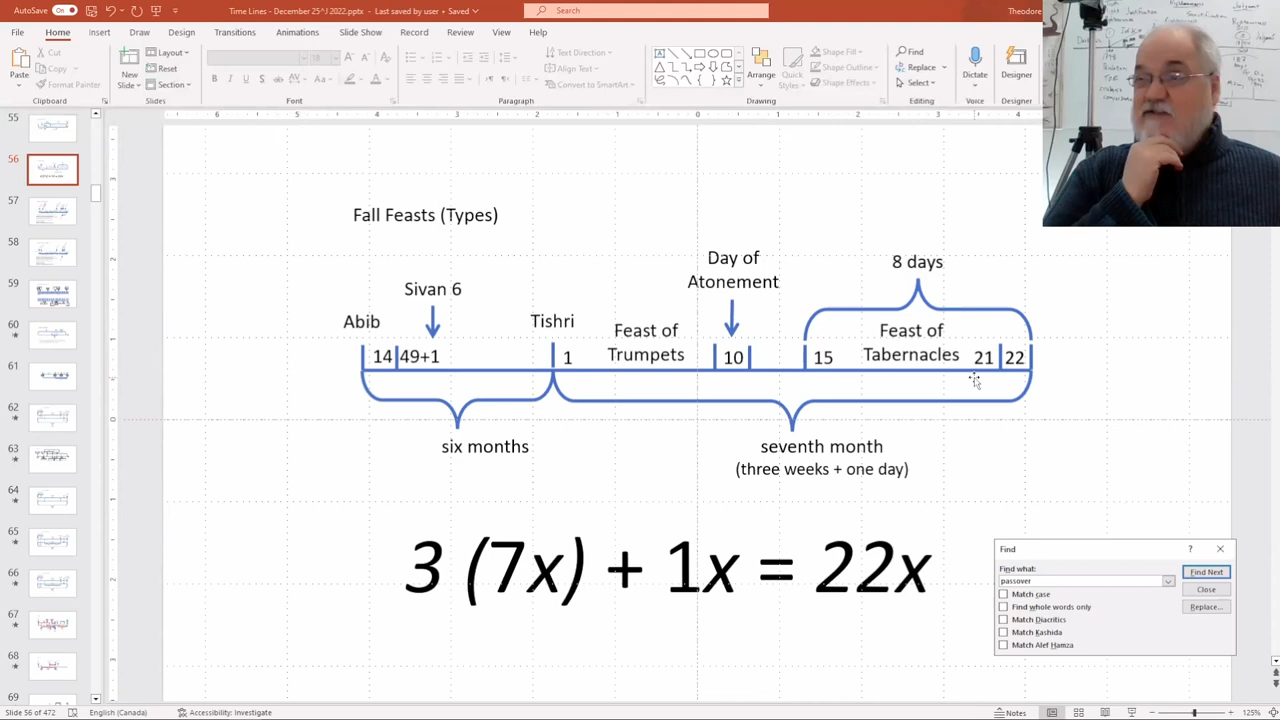 AutoSave On Time Lines - December 25^J 2022.pptx - Last saved by user • Saved Search Theodore
File Home Insert Draw Design Transitions Animations Slide Show Record Review View Help
Paste Cut Copy Format Painter
Clipboard
New Slide Layout Reset Section
Slides
Font
Text Direction Align Text Convert to SmartArt
Paragraph
Arrange Quick Styles Shape Fill Shape Outline Shape Effects
Drawing
Find Replace Select
Editing
Dictate
Voice
Designer
Designer
56
57
58
59
60
61
62
63
64
65
66
67
68
69
Fall Feasts (Types)
Day of Atonement
8 days
Sivan 6
Abib
Tishri
Feast of Trumpets
Feast of Tabernacles
14 49+1 1 10 15 21 22
six months
seventh month
(three weeks + one day)
3 (7x) + 1x = 22x
Find ?
Find what:
passover
Find Next
Close
Replace...
Match case
Find whole words only
Match Diacritics
Match Kashida
Match Alef Hamza
Slide 56 of 472 English (Canada) Accessibility: Investigate Notes 125%